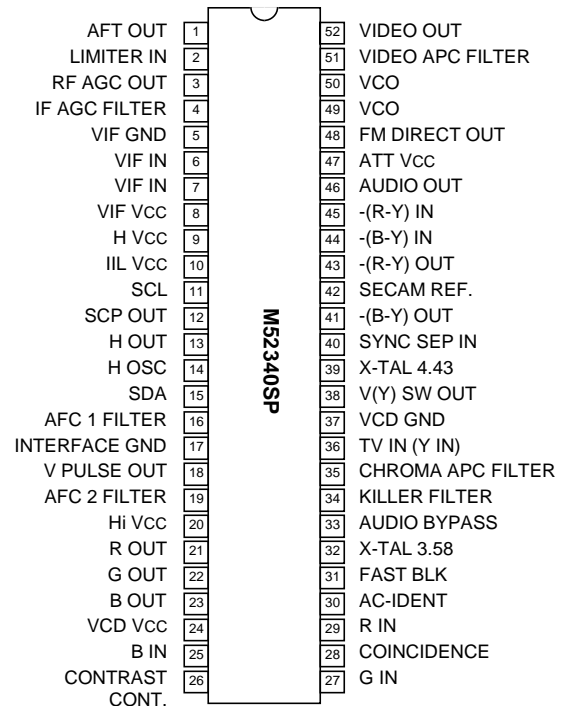 AFT OUT 1 52 VIDEO OUT
LIMITER IN 2 51 VIDEO APC FILTER
RF AGC OUT 3 50 VCO
IF AGC FILTER 4 49 VCO
VIF GND 5 48 FM DIRECT OUT
VIF IN 6 47 ATT VCC
VIF IN 7 46 AUDIO OUT
VIF VCC 8 45 -(R-Y) IN
H VCC 9 44 -(B-Y) IN
IIL VCC 10 43 -(R-Y) OUT
SCL 11 42 SECAM REF.
SCP OUT 12 41 -(B-Y) OUT
H OUT 13 40 SYNC SEP IN
H OSC 14 39 X-TAL 4.43
SDA 15 38 V(Y) SW OUT
AFC 1 FILTER 16 37 VCD GND
INTERFACE GND 17 36 TV IN (Y IN)
V PULSE OUT 18 35 CHROMA APC FILTER
AFC 2 FILTER 19 34 KILLER FILTER
Hi VCC 20 33 AUDIO BYPASS
R OUT 21 32 X-TAL 3.58
G OUT 22 31 FAST BLK
B OUT 23 30 AC-IDENT
VCD VCC 24 29 R IN
B IN 25 28 COINCIDENCE
CONTRAST 26 27 G IN
CONT.
M52340SP